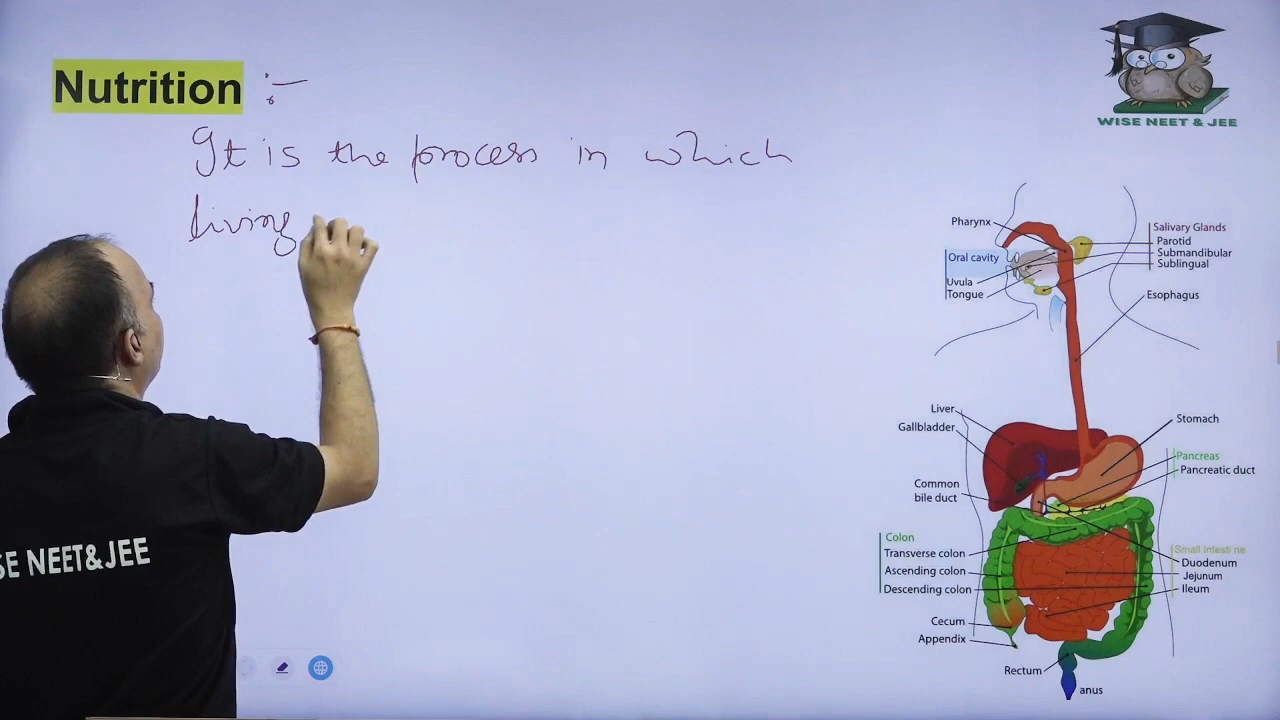 Nutrition :-
It is the process in which
living
WISE NEET & JEE
Pharynx
Salivary Glands
Parotid
Submandibular
Sublingual
Oral cavity
Uvula
Tongue
Esophagus
Liver
Gallbladder
Stomach
Pancreas
Pancreatic duct
Common
bile duct
Colon
Transverse colon
Ascending colon
Descending colon
Small Intesti ne
Duodenum
Jejunum
Ileum
Cecum
Appendix
Rectum
anus
SE NEET&JEE